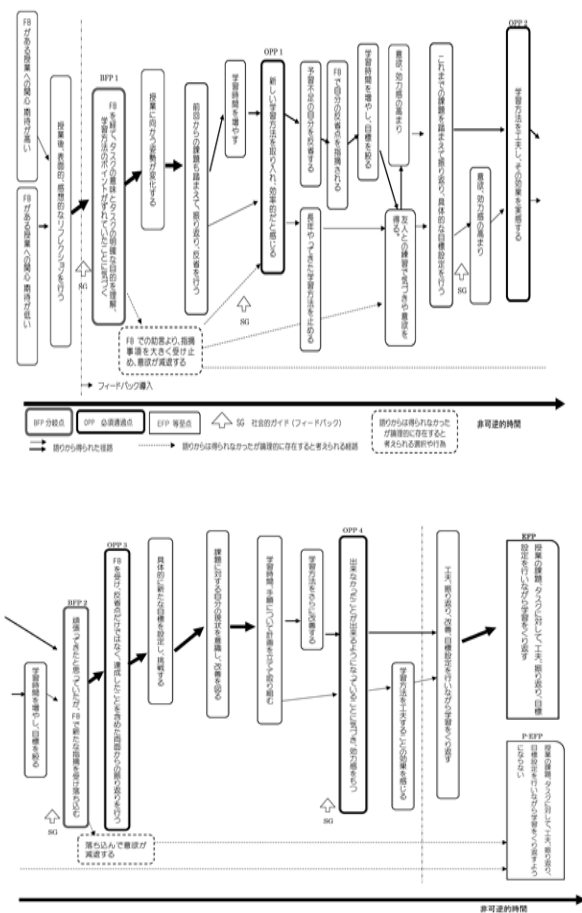 FBがある授業への関心・期待が高い
FBがある授業への関心・期待が低い
授業後、表面的、感想的なリフレクションを行う
BFP 1
FBを経て、タスクの意味とタスクの明確な目的を理解、
学習方法のポイントがずれていたことに気づく
SG
授業に向かう姿勢が変化する
前回からの課題も踏まえて、振り返り、反省を行う
学習時間を増やす
OPP 1
新しい学習方法を取り入れ、効率的だと感じる
SG
予習不足の自分を反省する
長年やってきた学習方法を止める
FBで自分の反省点を指摘される
学習時間を増やし、目標を絞る
意欲、効力感の高まり
友人との練習で気づきや意欲を
得る。
これまでの課題を踏まえて振り返り、具体的な目標設定を行う
SG
意欲、効力感の高まり
OPP 2
学習方法を工夫し、その効果を実感する
FB での助言より、指摘
事項を大きく受け止
め、意欲が減退する
フィードバック導入
BFP 分岐点
OPP 必須通過点
EFP 等至点
SG 社会的ガイド（フィードバック）
語りからは得られなかった
が論理的に存在すると
考えられる選択や行為
非可逆的時間
語りから得られた径路
語りからは得られなかったが論理的に存在すると考えられる径路
学習時間を増やし、目標を絞る
BFP 2
頑張ってきたと思っていたが、FBで新たな指摘を受け落ち込む
SG
OPP 3
FBを受け、反省点だけではなく、達成したことを含めた両面からの振り返りを行う
具体的に新たな目標を設定し、挑戦する
課題に対する自分の現状を意識し、改善を図る
学習時間、手順について計画を立てて取り組む
学習方法をさらに改善する
OPP 4
出来なかったことが出来るようになっていることに気づき、効力感をもつ
SG
学習方法を工夫することの効果を感じる
工夫、振り返り、改善、目標設定を行いながら学習をくり返す
EFP
授業の課題、タスクに対して、工夫、振り返り、目標
設定を行いながら学習をくり返す
P-EFP
授業の課題、タスクに対して、工夫、振り返り、
目標設定を行いながら学習をくり返すよう
にならない
落ち込んで意欲が
減退する
非可逆的時間